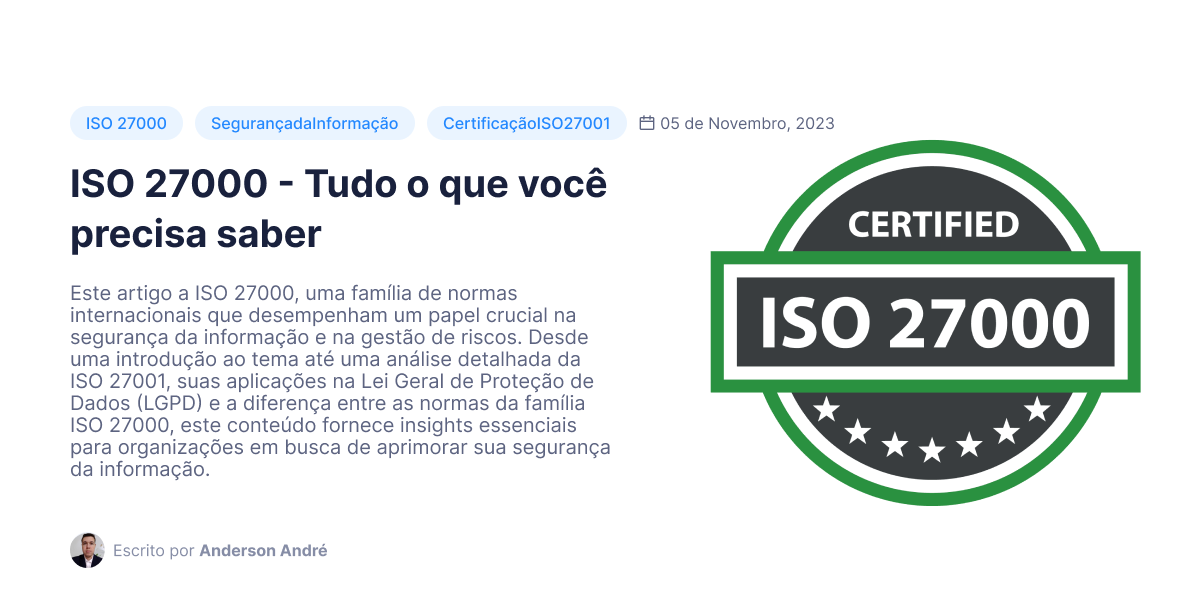 ISO 27000
SegurançadaInformação
CertificaçãoISO27001
05 de Novembro, 2023
ISO 27000 - Tudo o que você
precisa saber
Este artigo a ISO 27000, uma família de normas
internacionais que desempenham um papel crucial na
segurança da informação e na gestão de riscos. Desde
uma introdução ao tema até uma análise detalhada da
ISO 27001, suas aplicações na Lei Geral de Proteção de
Dados (LGPD) e a diferença entre as normas da família
ISO 27000, este conteúdo fornece insights essenciais
para organizações em busca de aprimorar sua segurança
da informação.
Escrito por Anderson André
CERTIFIED
ISO 27000